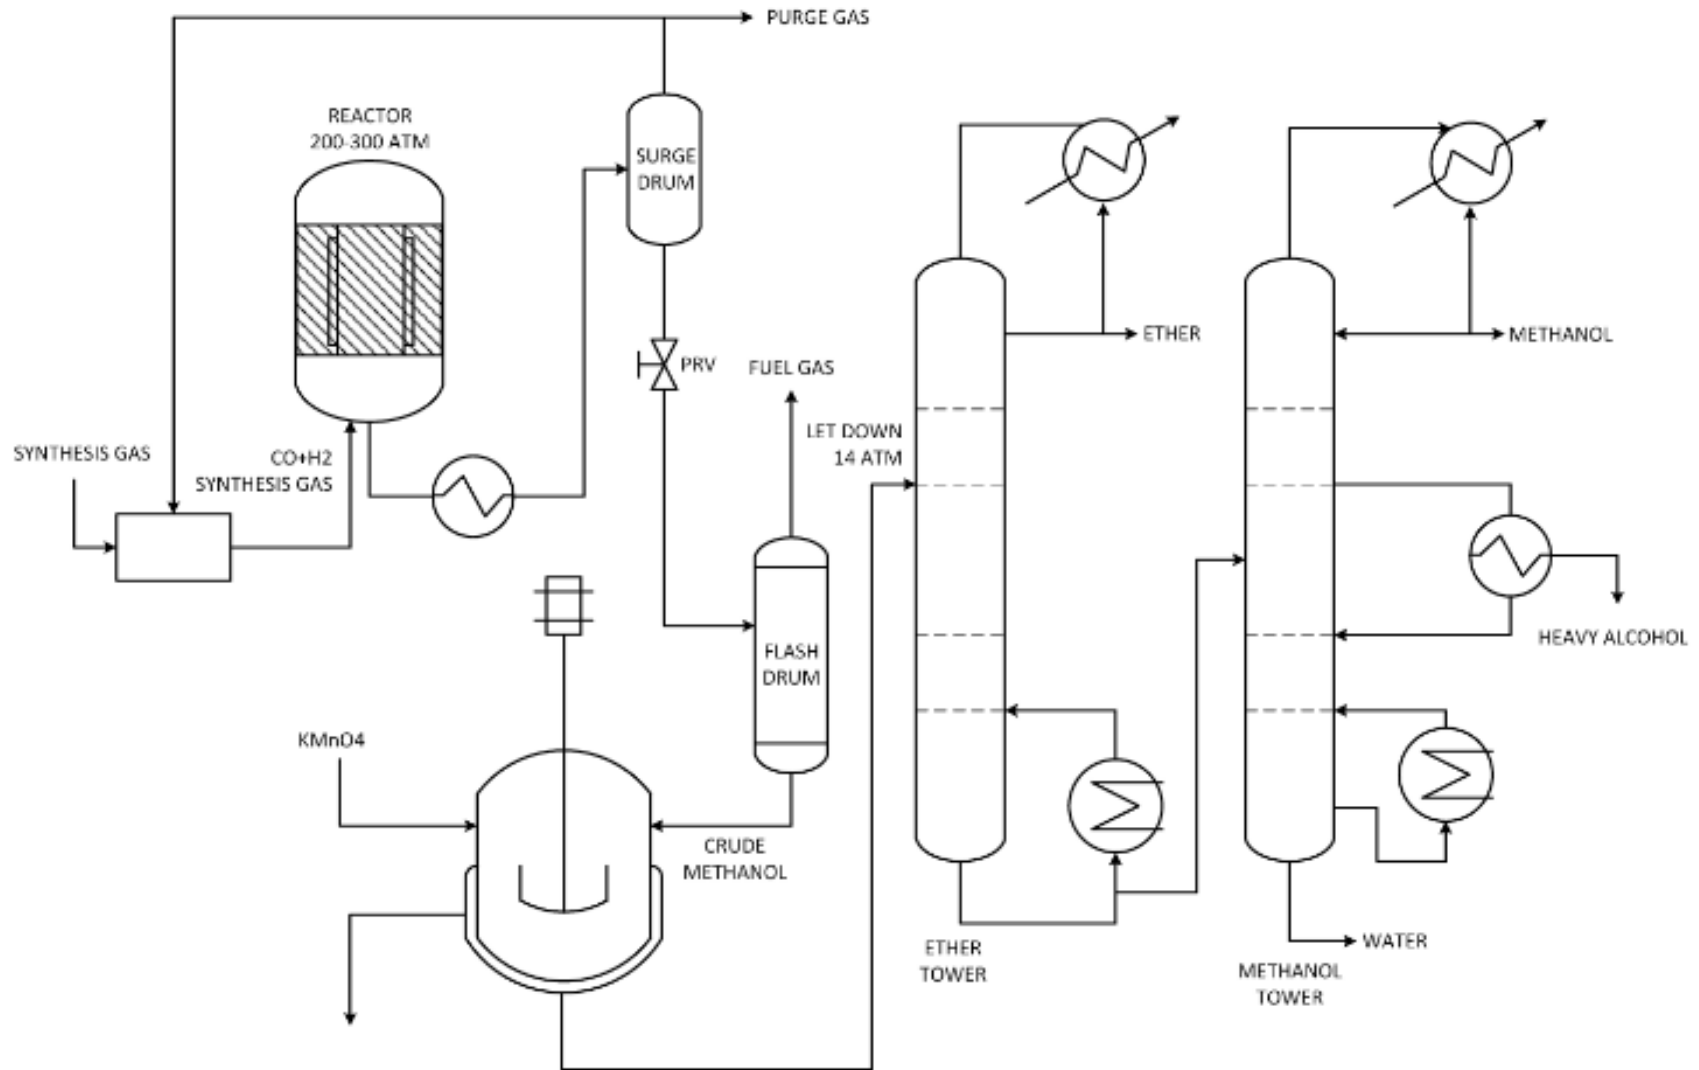 PURGE GAS
REACTOR
200-300 ATM
SURGE
DRUM
PRV
FUEL GAS
ETHER
METHANOL
LET DOWN
14 ATM
SYNTHESIS GAS
CO+H2
SYNTHESIS GAS
HEAVY ALCOHOL
FLASH
DRUM
KMnO4
CRUDE
METHANOL
ETHER
TOWER
WATER
METHANOL
TOWER